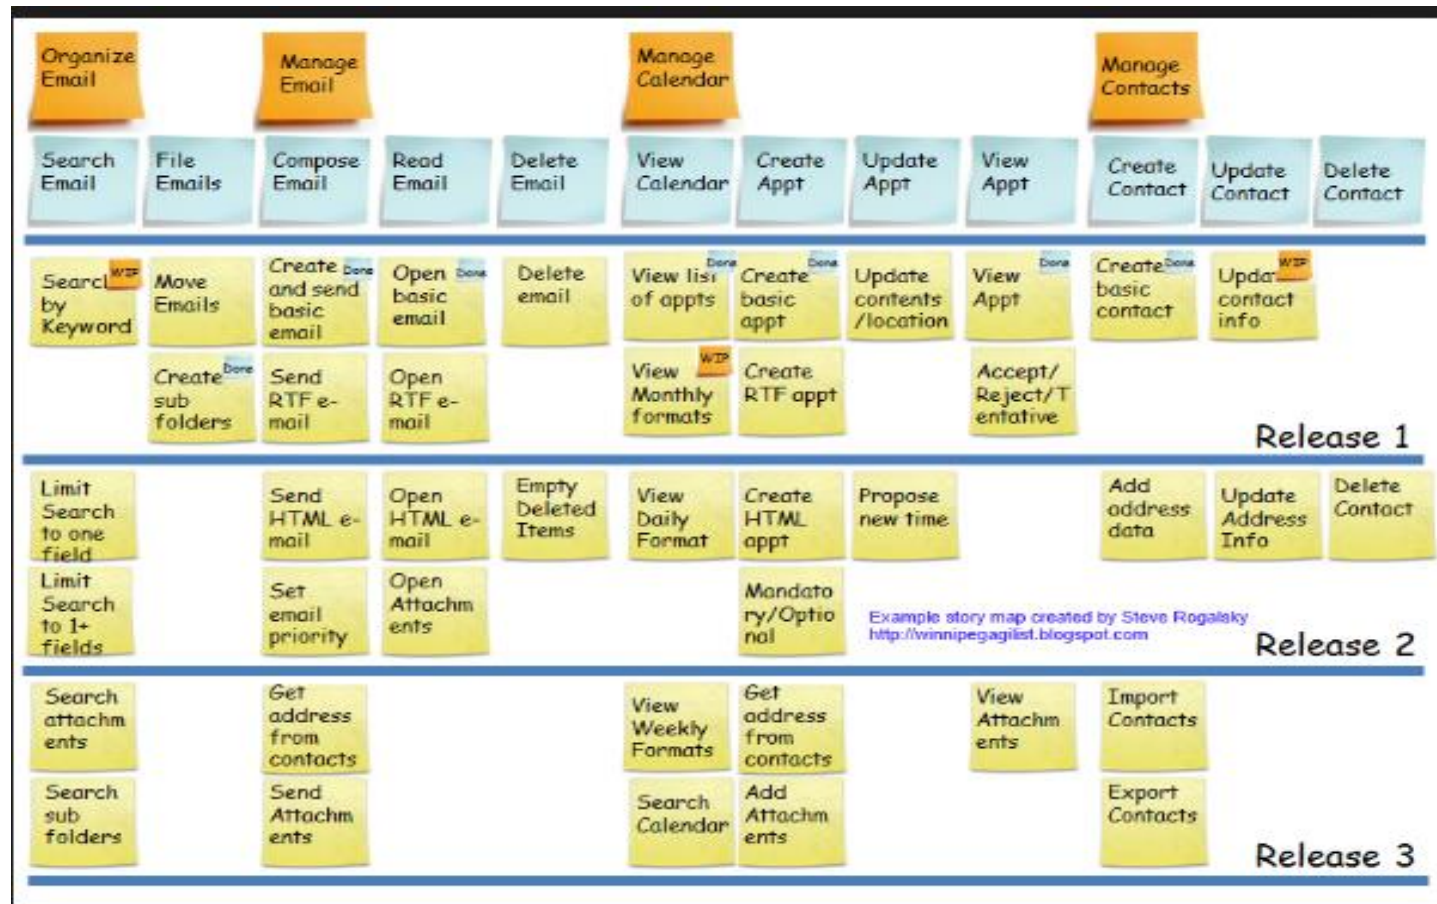 Organize
Email
Manage
Email
Manage
Calendar
Manage
Contacts
Search
Email
File
Emails
Compose
Email
Read
Email
Delete
Email
View
Calendar
Create
Appt
Update
Appt
View
Appt
Create
Contact
Update
Contact
Delete
Contact
Search
by
Keyword
WIP
Move
Emails
Create
and send
basic
email
Done
Open
basic
email
Done
Delete
email
View list
of appts
Done
Create
basic
appt
Done
Update
contents
/location
View
Appt
Done
Create
basic
contact
Done
Update
contact
info
WIP
Create
sub
folders
Done
Send
RTF e-
mail
Open
RTF e-
mail
View
Monthly
formats
WIP
Create
RTF appt
Accept/
Reject/T
entative
Release 1
Limit
Search
to one
field
Send
HTML e-
mail
Open
HTML e-
mail
Empty
Deleted
Items
View
Daily
Format
Create
HTML
appt
Propose
new time
Add
address
data
Update
Address
Info
Delete
Contact
Limit
Search
to 1+
fields
Set
email
priority
Open
Attachm
ents
Mandato
ry/Optio
nal
Example story map created by Steve Rogalsky
http://winnipegagilist.blogspot.com
Release 2
Search
attachm
ents
Get
address
from
contacts
View
Weekly
Formats
Get
address
from
contacts
View
Attachm
ents
Import
Contacts
Search
sub
folders
Send
Attachm
ents
Search
Calendar
Add
Attachm
ents
Export
Contacts
Release 3